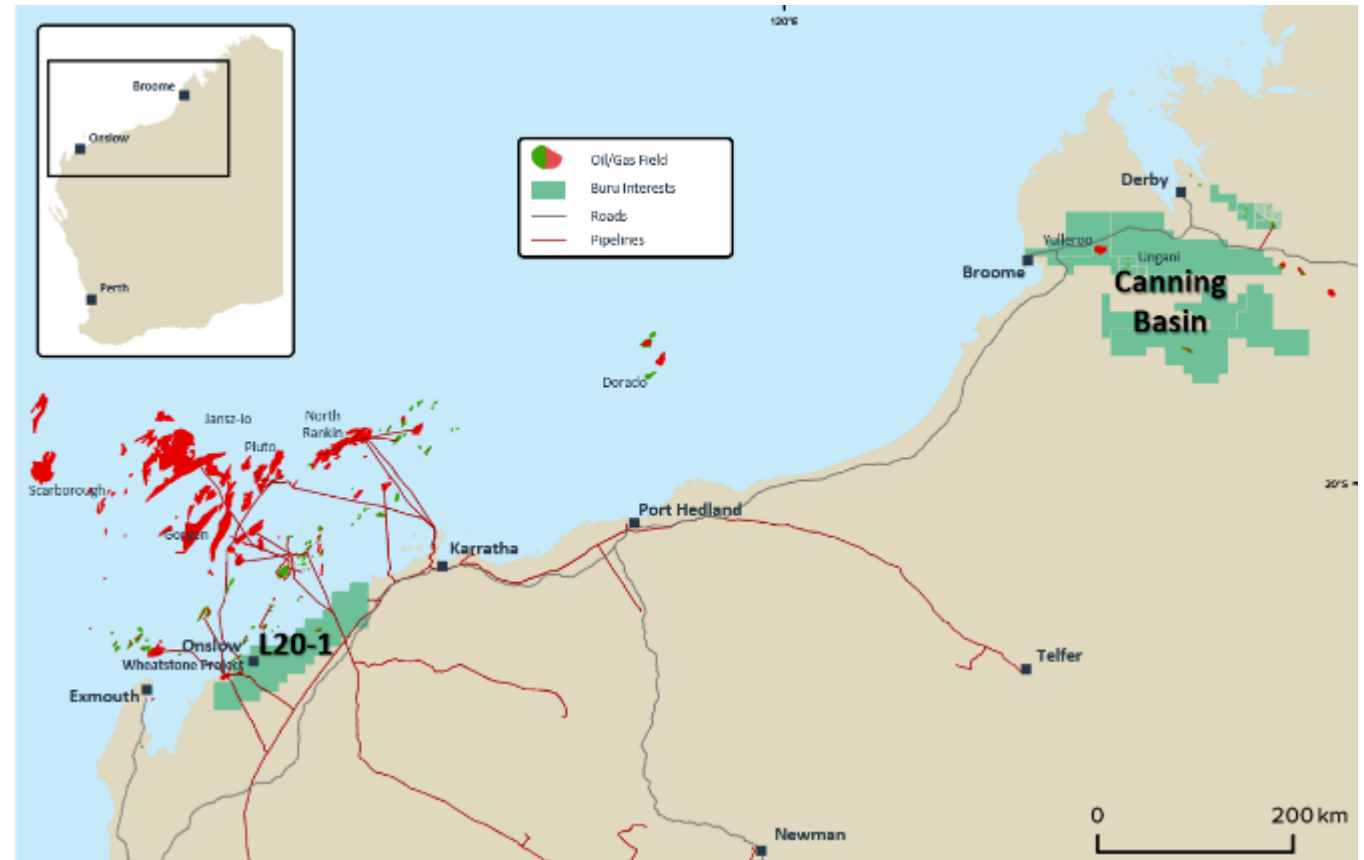 120°E
Broome
Onslow
Perth
Oil/Gas Field
Buru Interests
Roads
Pipelines
Derby
Yulleroo
Ungani
Broome
Canning
Basin
Dorado
Jansz-Io
North
Rankin
Pluto
Scarborough
20°S
Gorgon
Port Hedland
Karratha
Onslow
L20-1
Wheatstone Project
Exmouth
Telfer
Newman
0
200 km